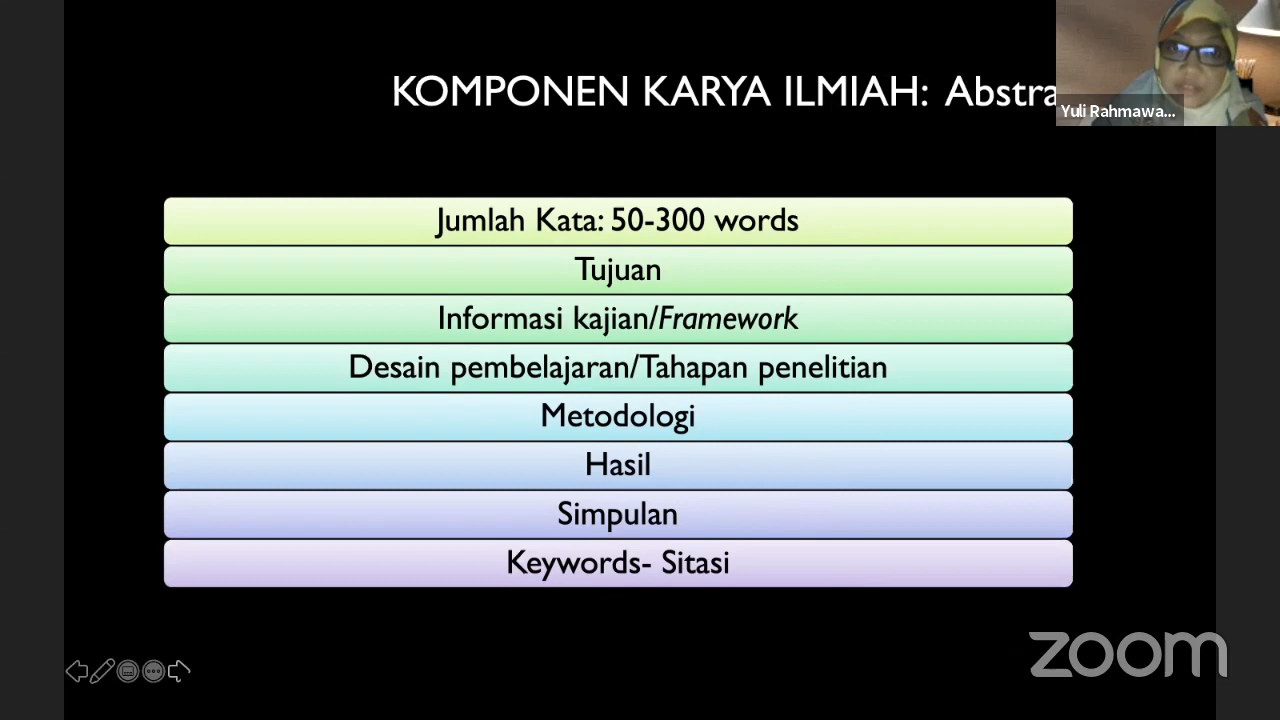 KOMPONEN KARYA ILMIAH: Abstra
Yuli Rahmawa...
Jumlah Kata: 50-300 words
Tujuan
Informasi kajian/Framework
Desain pembelajaran/Tahapan penelitian
Metodologi
Hasil
Simpulan
Keywords- Sitasi
zoom